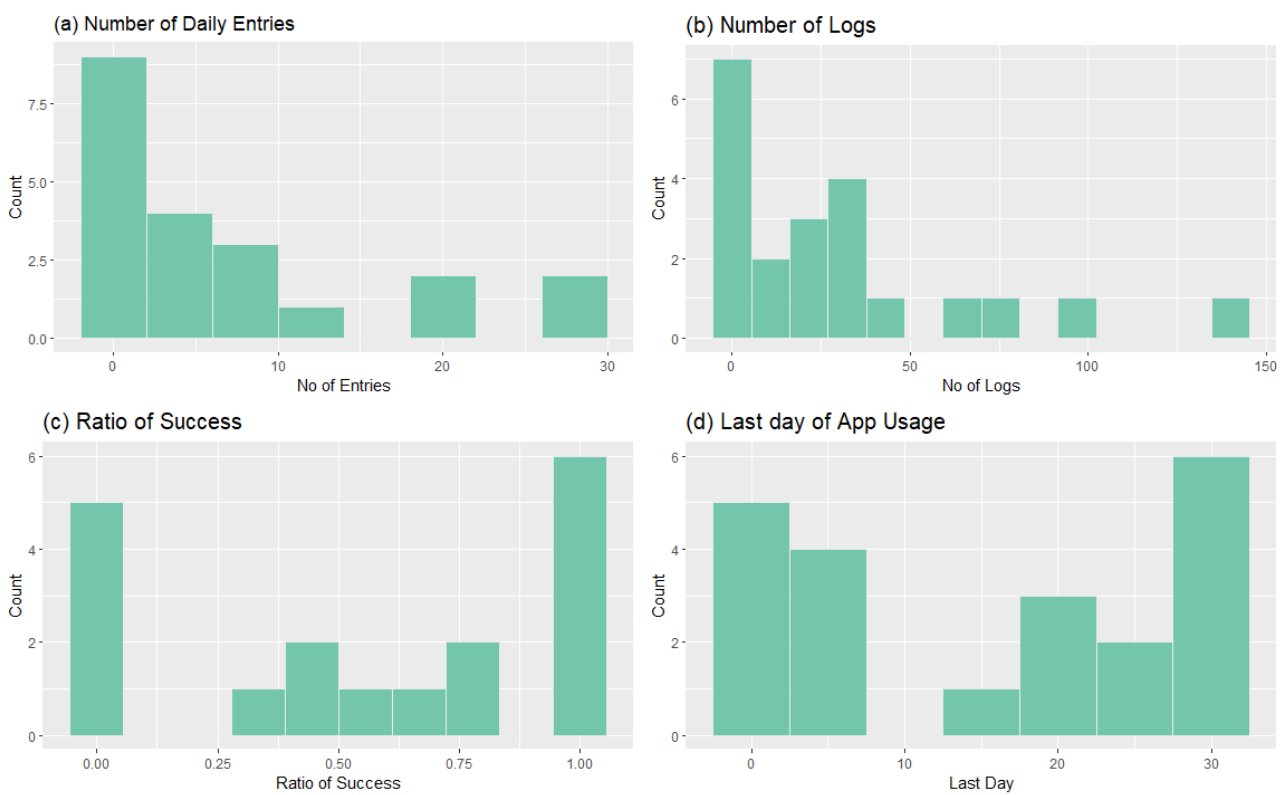 (a) Number of Daily Entries
7.5
5.0
2.5
0.0
Count
0 10 20 30
No of Entries
(b) Number of Logs
6
4
2
0
Count
0 50 100 150
No of Logs
(c) Ratio of Success
6
4
2
0
Count
0.00 0.25 0.50 0.75 1.00
Ratio of Success
(d) Last day of App Usage
6
4
2
0
Count
0 10 20 30
Last Day